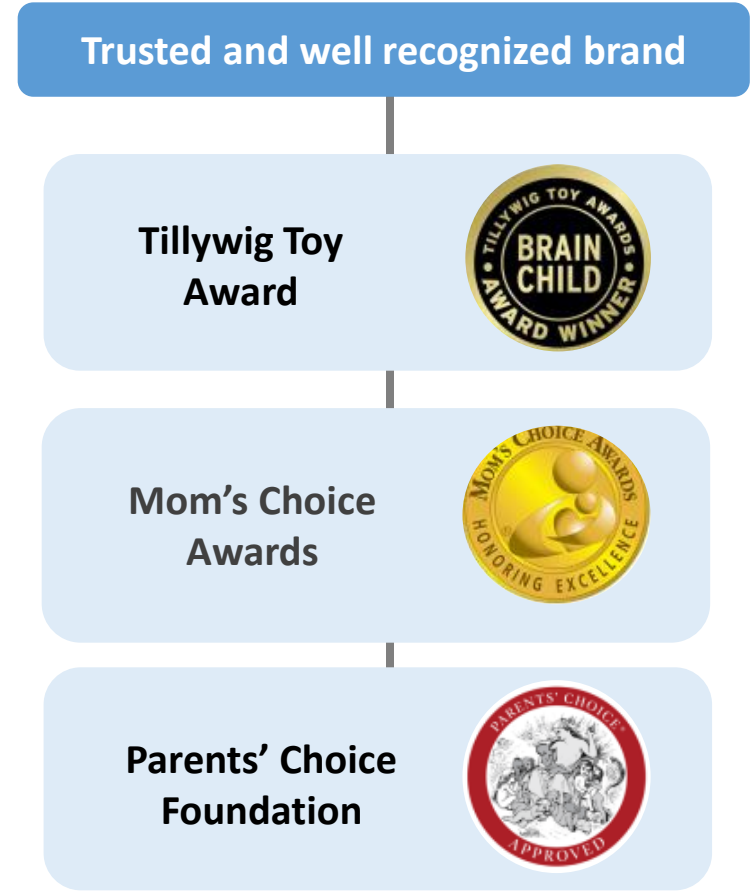 Trusted and well recognized brand
Tillywig Toy
Award
TILLYWIG TOY AWARDS
BRAIN
CHILD
AWARD WINNER
Mom’s Choice
Awards
MOM'S CHOICE AWARDS
®
HONORING EXCELLENCE
Parents’ Choice
Foundation
PARENTS' CHOICE®
APPROVED